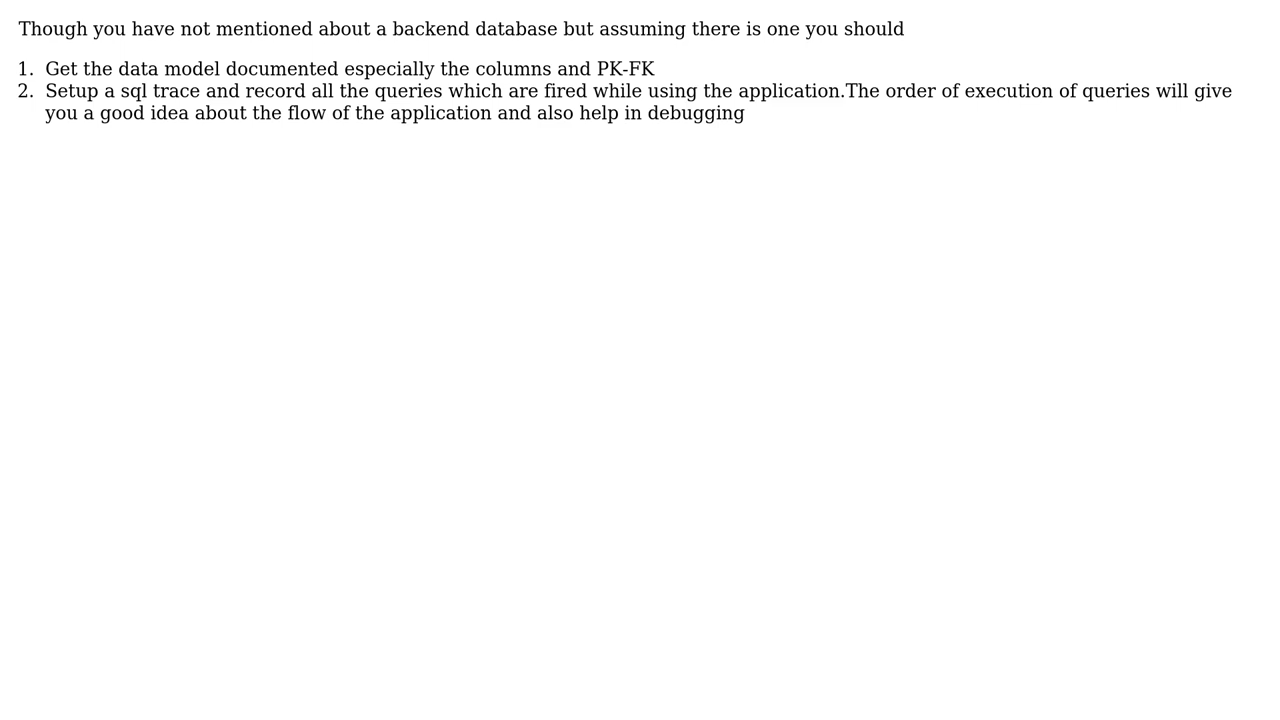 Though you have not mentioned about a backend database but assuming there is one you should
1. Get the data model documented especially the columns and PK-FK
2. Setup a sql trace and record all the queries which are fired while using the application.The order of execution of queries will give
you a good idea about the flow of the application and also help in debugging